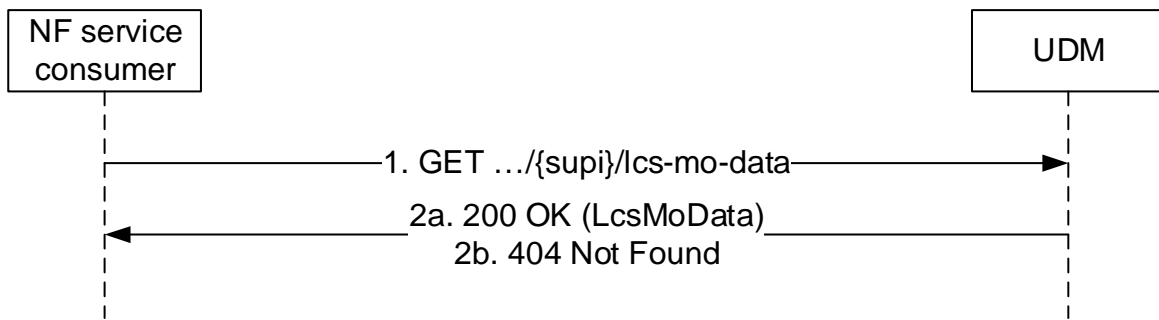 NF service
consumer
UDM
1. GET …/{supi}/lcs-mo-data
2a. 200 OK (LcsMoData)
2b. 404 Not Found